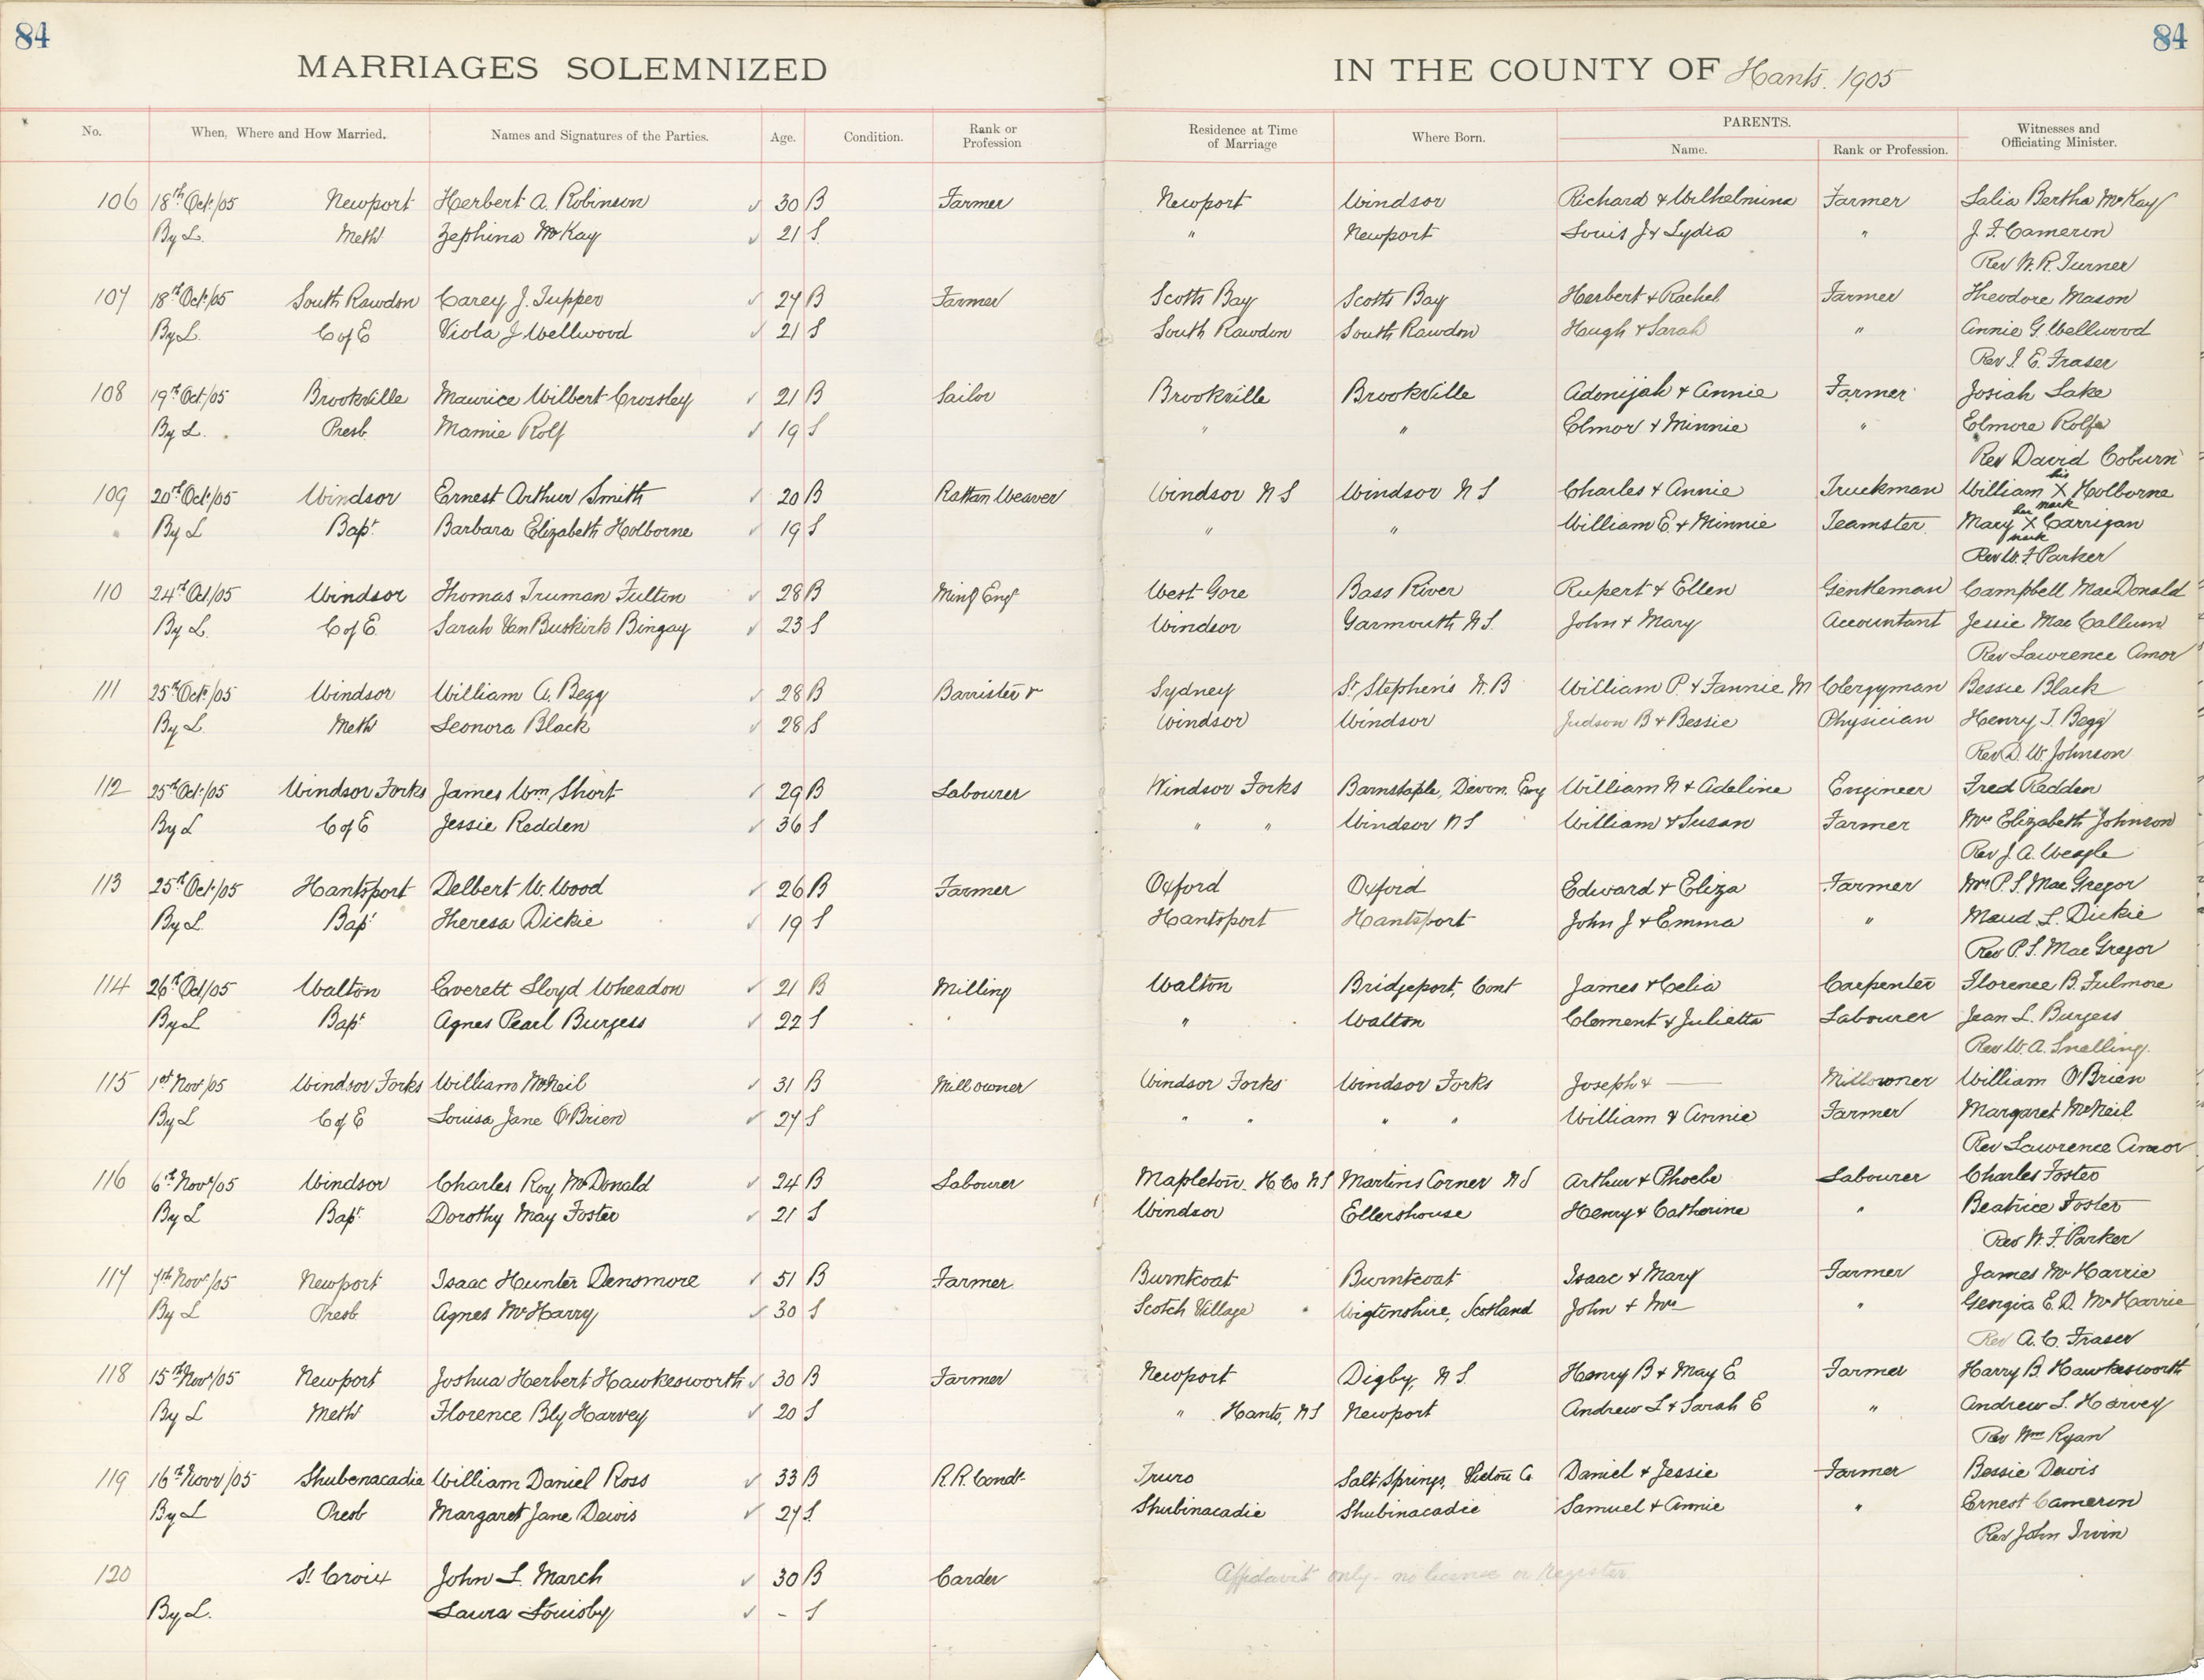 84 84
MARRIAGES SOLEMNIZED IN THE COUNTY OF Hants. 1905
No. When, Where and How Married. Names and Signatures of the Parties. Age. Condition. Rank or Profession Residence at Time of Marriage Where Born. PARENTS. Name. Rank or Profession. Witnesses and Officiating Minister.
106 18th Oct/05 Newport Herbert A. Robinson ✓ 30 B Farmer Newport Windsor Richard & Wilhelmina Farmer Salia Bertha McKay
By L. Meth Zephina McKay ✓ 21 S " Newport Louis J & Lydia " J. F. Cameron
Rev W. R. Turner
107 18th Oct/05 South Rawdon Carey J. Tupper ✓ 27 B Farmer Scotts Bay Scotts Bay Herbert & Rachel Farmer Theodore Mason
By L. C of E Viola J Wellwood ✓ 21 S South Rawdon South Rawdon Hugh & Sarah " Annie G. Wellwood
Rev J. E. Fraser
108 19th Oct/05 Brookville Maurice Wilbert Crossley ✓ 21 B Sailor Brookville Brookville Adonijah & Annie Farmer Josiah Lake
By L. Presb Mamie Rolf ✓ 19 S " " Elmor & Minnie " Elmore Rolfe
Rev David Coburn
109 20th Oct/05 Windsor Ernest Arthur Smith ✓ 20 B Rattan Weaver Windsor N S Windsor N S Charles & Annie Truckman William his X mark Holborne
By L Bapt Barbara Elizabeth Holborne ✓ 19 S " " William E. & Minnie Teamster Mary her X mark Carrigan
Rev W. F Parker
110 24th Oct/05 Windsor Thomas Truman Fulton ✓ 28 B Ming Engr West Gore Bass River Rupert & Ellen Gentleman Campbell MacDonald
By L. C of E Sarah Van Buskirk Bingay ✓ 23 S Windsor Yarmouth N S. John & Mary Accountant Jessie MacCallum
Rev Lawrence Amor
111 25th Oct/05 Windsor William A. Begg ✓ 28 B Barrister Sydney St Stephen's N. B William P. & Fannie M Clergyman Bessie Black
By L Meth Leonora Black ✓ 28 S Windsor Windsor Judson B & Bessie Physician Henry T. Begg
Rev D. W. Johnson
112 25th Oct/05 Windsor Forks James Wm Short ✓ 29 B Labourer Windsor Forks Barnstaple, Devon. Eng William N & Adeline Engineer Fred Redden
By L C of E Jessie Redden ✓ 36 S " " Windsor N S William & Susan Farmer Mrs Elizabeth Johnson
Rev J. A. Weagle
113 25th Oct/05 Hantsport Delbert W. Wood ✓ 26 B Farmer Oxford Oxford Edward & Eliza Farmer Mrs P. S. MacGregor
By L. Bapt Theresa Dickie ✓ 19 S Hantsport Hantsport John J & Emma " Maud L. Dickie
Rev P. S. MacGregor
114 26th Oct/05 Walton Everett Lloyd Wheadon ✓ 21 B Milling Walton Bridgeport, Cont James & Celia Carpenter Florence B. Fulmore
By L Bapt Agnes Pearl Burgess ✓ 22 S " Walton Clement & Julietta Labourer Jean L. Burgess
Rev W. A. Snelling.
115 1st Nov/05 Windsor Forks William McNeil ✓ 31 B Millowner Windsor Forks Windsor Forks Joseph & — Millowner William O'Brien
By L C of E Louisa Jane O'Brien ✓ 27 S " " " " William & Annie Farmer Margaret McNeil
Rev Lawrence Amor
116 6th Nov/05 Windsor Charles Roy McDonald ✓ 24 B Labourer Mapleton. H. Co N S Martins Corner N S Arthur & Phoebe Labourer Charles Foster
By L Bapt Dorothy May Foster ✓ 21 S Windsor Ellershouse Henry & Catherine " Beatrice Foster
Rev W. F. Parker
117 7th Nov/05 Newport Isaac Hunter Densmore ✓ 51 B Farmer Burntcoat Burntcoat Isaac & Mary Farmer James McHarrie
By L Presb Agnes McHarry ✓ 30 S Scotch Village Wigtonshire, Scotland John & Mrs — " Georgia E. D. McHarrie
Rev A. C. Fraser
118 15th Nov/05 Newport Joshua Herbert Hawkesworth ✓ 30 B Farmer Newport Digby, N S. Henry B & May E Farmer Harry B. Hawkesworth
By L Meth Florence Bly Harvey ✓ 20 S " Hants, N S Newport Andrew L & Sarah E " Andrew L. Harvey
Rev Wm Ryan
119 16th Nov/05 Shubenacadie William Daniel Ross ✓ 33 B R. R. Condr Truro Salt Springs, Pictou Co Daniel & Jessie Farmer Bessie Dewis
By L Presb Margaret Jane Dewis ✓ 27 S. Shubinacadie Shubinacadie Samuel & Annie " Ernest Cameron
Rev John Irvin
120 St Croix John L. March ✓ 30 B Carder Affidavit only - no license or Register
By L. Laura ✓ - S